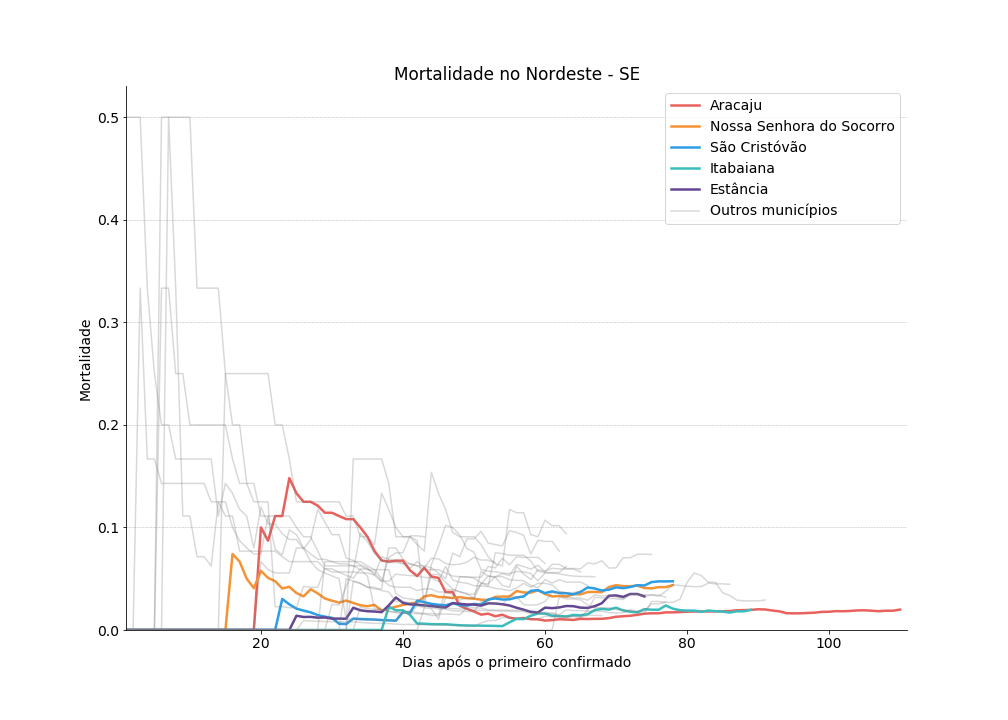 Mortalidade no Nordeste - SE
Aracaju
Nossa Senhora do Socorro
São Cristóvão
Itabaiana
Estância
Outros municípios
0.5
0.4
0.3
0.2
0.1
0.0
Mortalidade
20 40 60 80 100
Dias após o primeiro confirmado